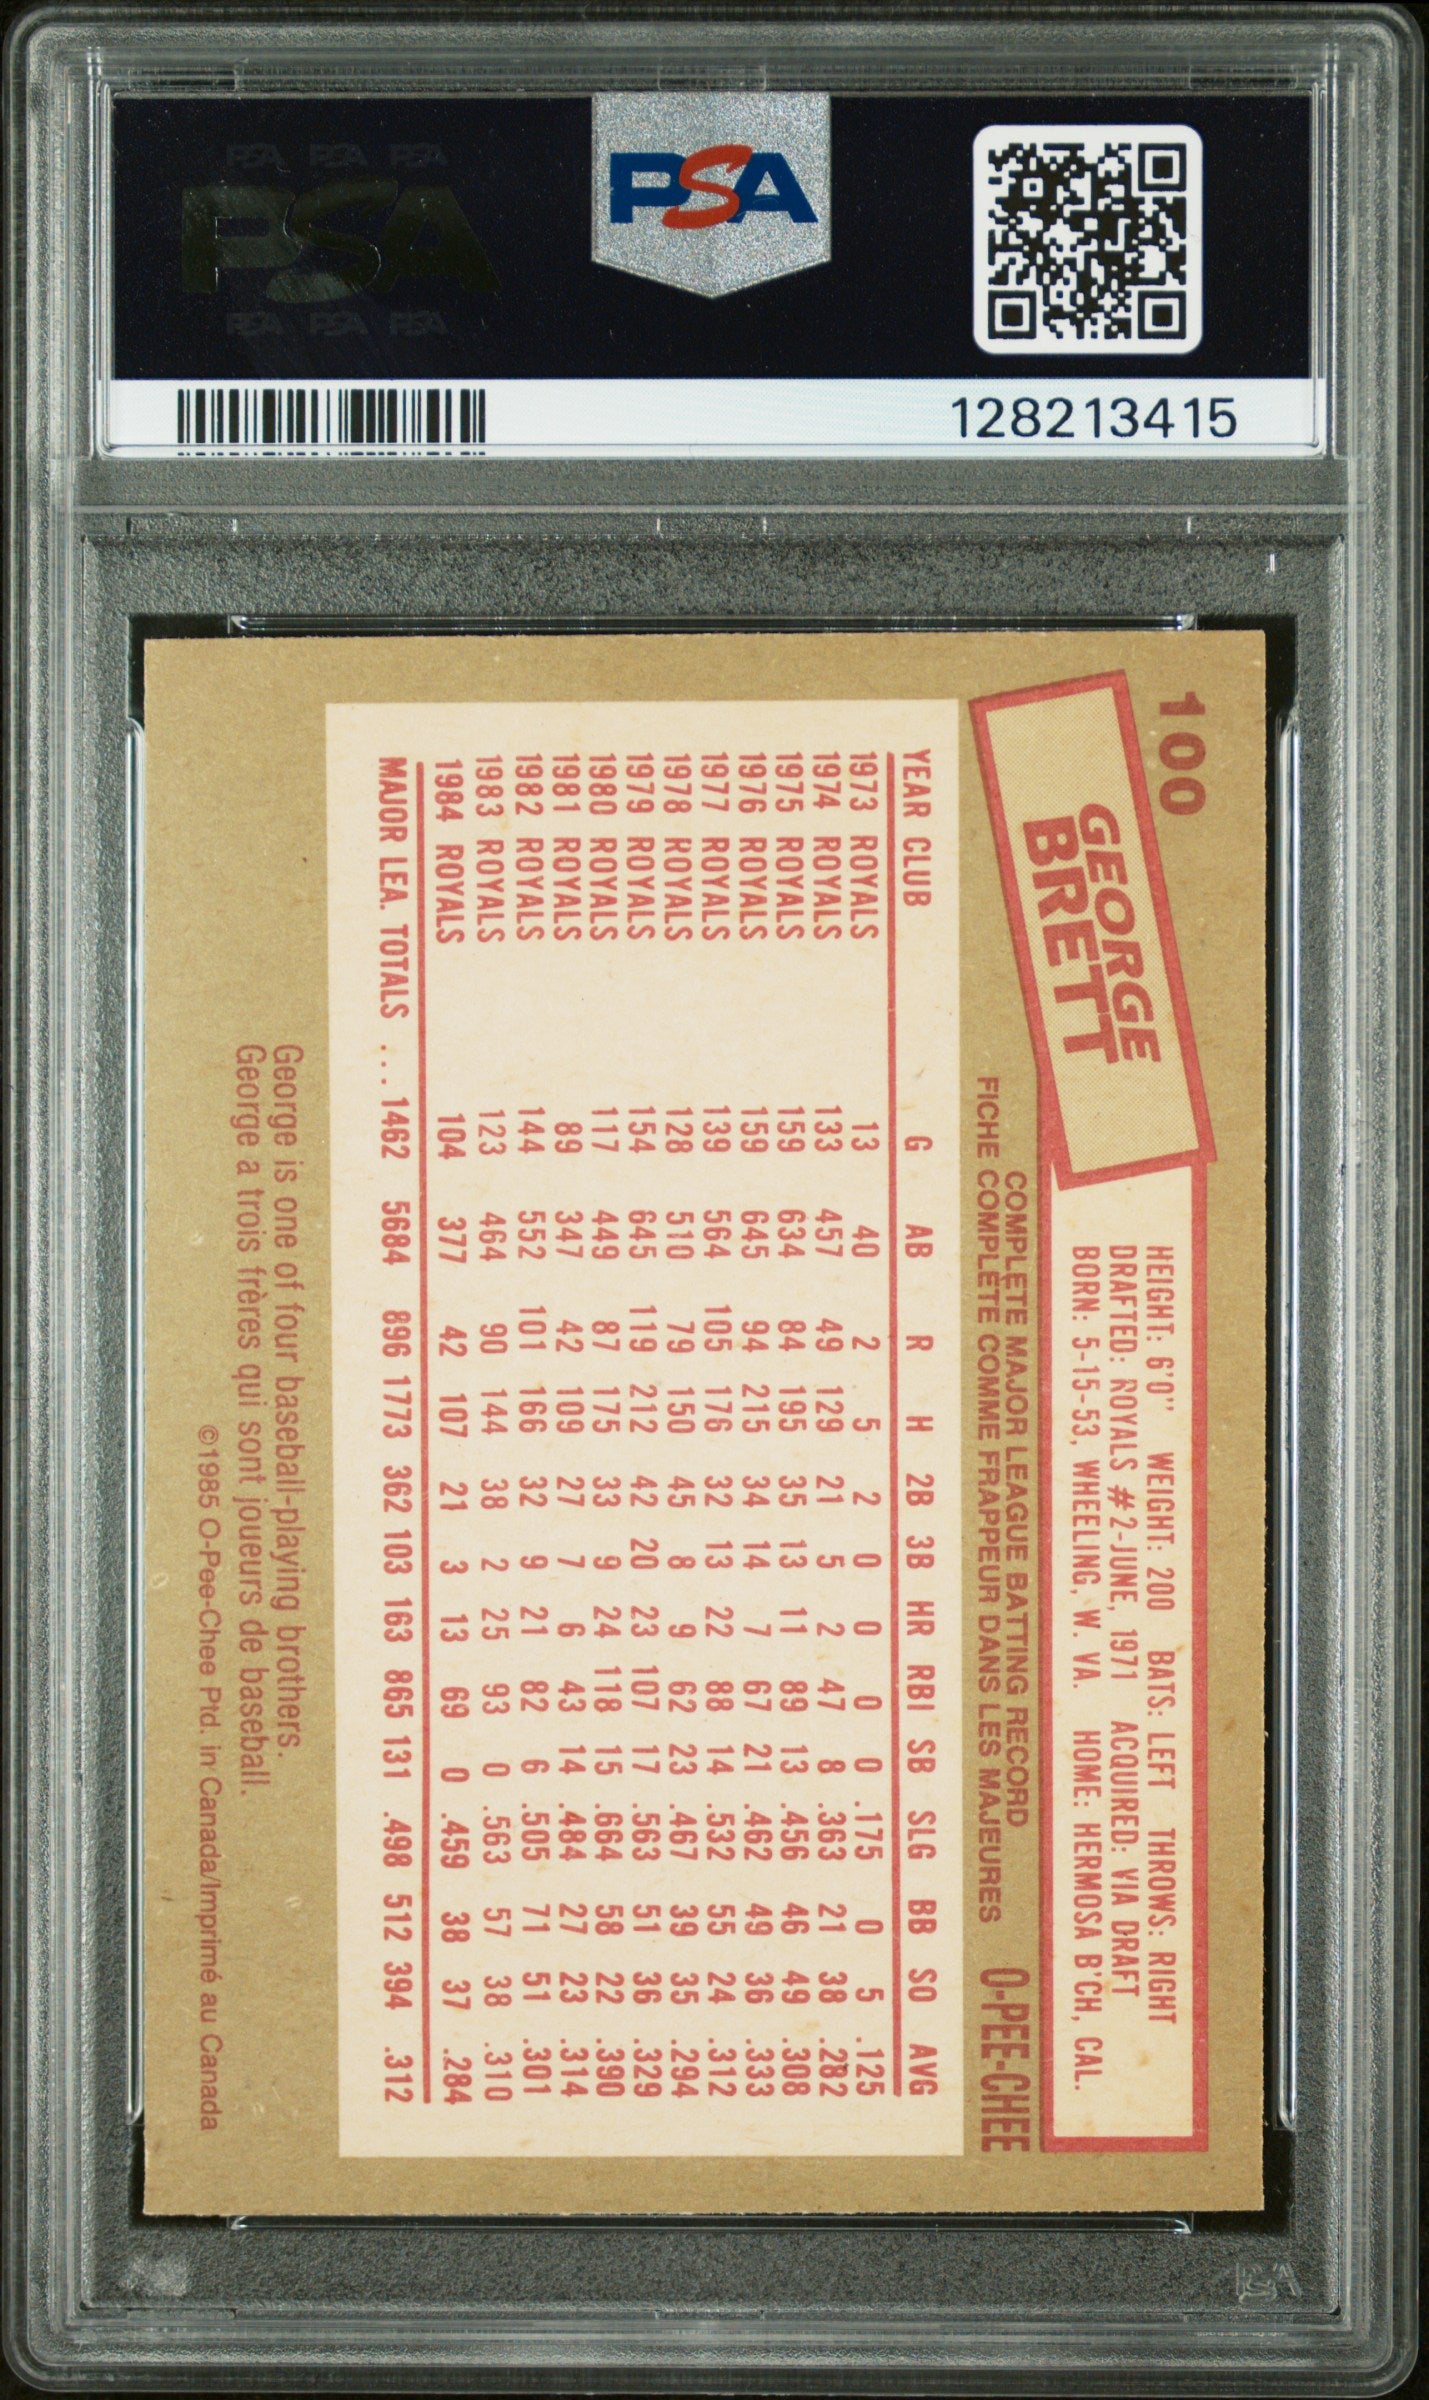 PSA PSA PSA
PSA
PSA PSA PSA
PSA
128213415
100
GEORGE
BRETT
HEIGHT: 6'0" WEIGHT: 200 BATS: LEFT THROWS: RIGHT
DRAFTED: ROYALS #2-JUNE, 1971 ACQUIRED: VIA DRAFT
BORN: 5-15-53, WHEELING, W. VA. HOME: HERMOSA B'CH, CAL.
COMPLETE MAJOR LEAGUE BATTING RECORD
FICHE COMPLETE COMME FRAPPEUR DANS LES MAJEURES
O-PEE-CHEE
YEAR CLUB G AB R H 2B 3B HR RBI SB SLG BB SO AVG
1973 ROYALS 13 40 2 5 2 0 0 0 0 .175 0 5 .125
1974 ROYALS 133 457 49 129 21 5 2 47 8 .363 21 38 .282
1975 ROYALS 159 634 84 195 35 13 11 89 13 .456 46 49 .308
1976 ROYALS 159 645 94 215 34 14 7 67 21 .462 49 36 .333
1977 ROYALS 139 564 105 176 32 13 22 88 14 .532 55 24 .312
1978 ROYALS 128 510 79 150 45 8 9 62 23 .467 39 35 .294
1979 ROYALS 154 645 119 212 42 20 23 107 17 .563 51 36 .329
1980 ROYALS 117 449 87 175 33 9 24 118 15 .664 58 22 .390
1981 ROYALS 89 347 42 109 27 7 6 43 14 .484 27 23 .314
1982 ROYALS 144 552 101 166 32 9 21 82 6 .505 71 51 .301
1983 ROYALS 123 464 90 144 38 2 25 93 0 .563 57 38 .310
1984 ROYALS 104 377 42 107 21 3 13 69 0 .459 38 37 .284
MAJOR LEA. TOTALS ... 1462 5684 896 1773 362 103 163 865 131 .498 512 394 .312
George is one of four baseball-playing brothers.
George a trois frères qui sont joueurs de baseball.
©1985 O-Pee-Chee Ptd. in Canada/Imprimé au Canada
PSA